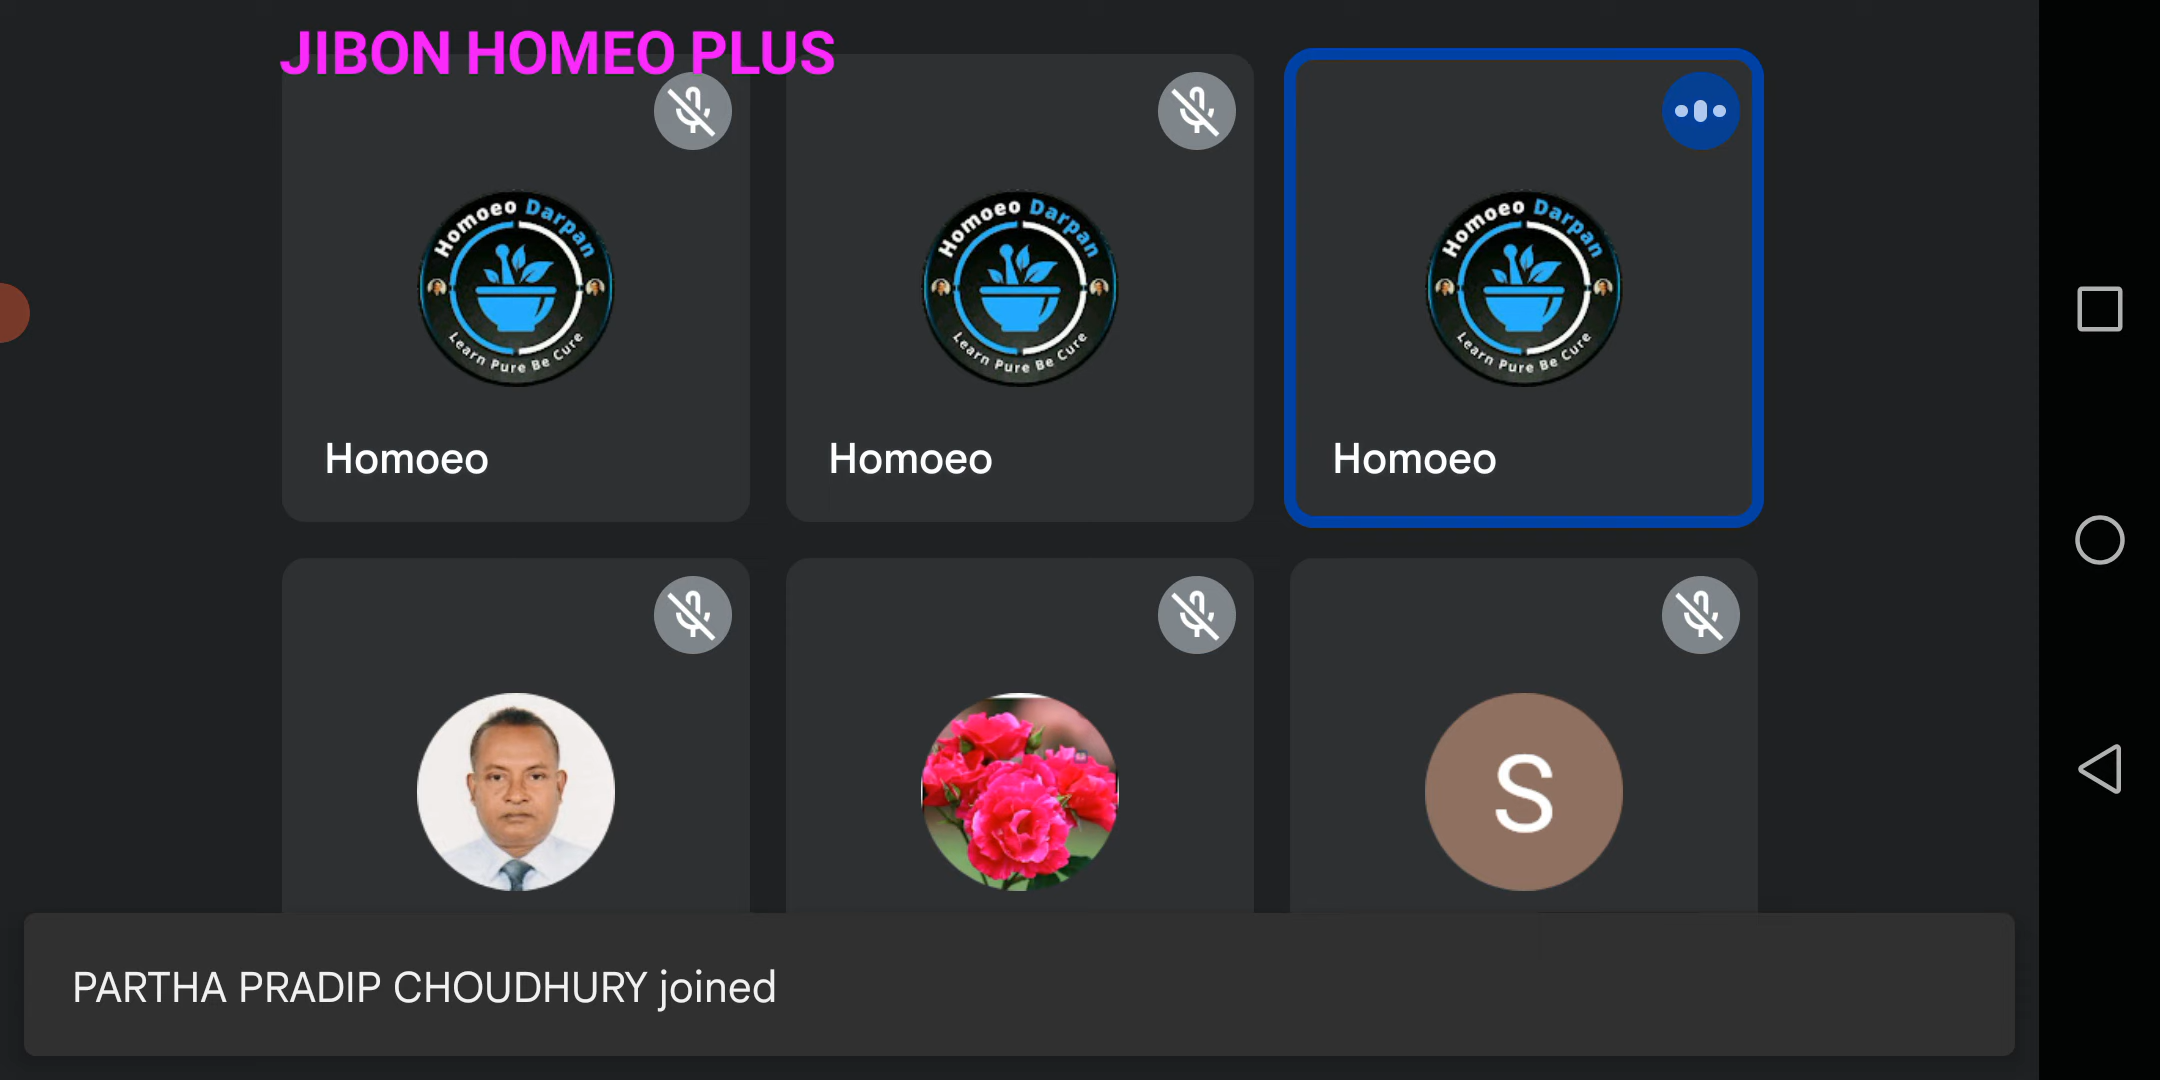 JIBON HOMEO PLUS
Homoeo Darpan
Learn Pure Be Cure
Homoeo
Homoeo Darpan
Learn Pure Be Cure
Homoeo
Homoeo Darpan
Learn Pure Be Cure
Homoeo
S
PARTHA PRADIP CHOUDHURY joined